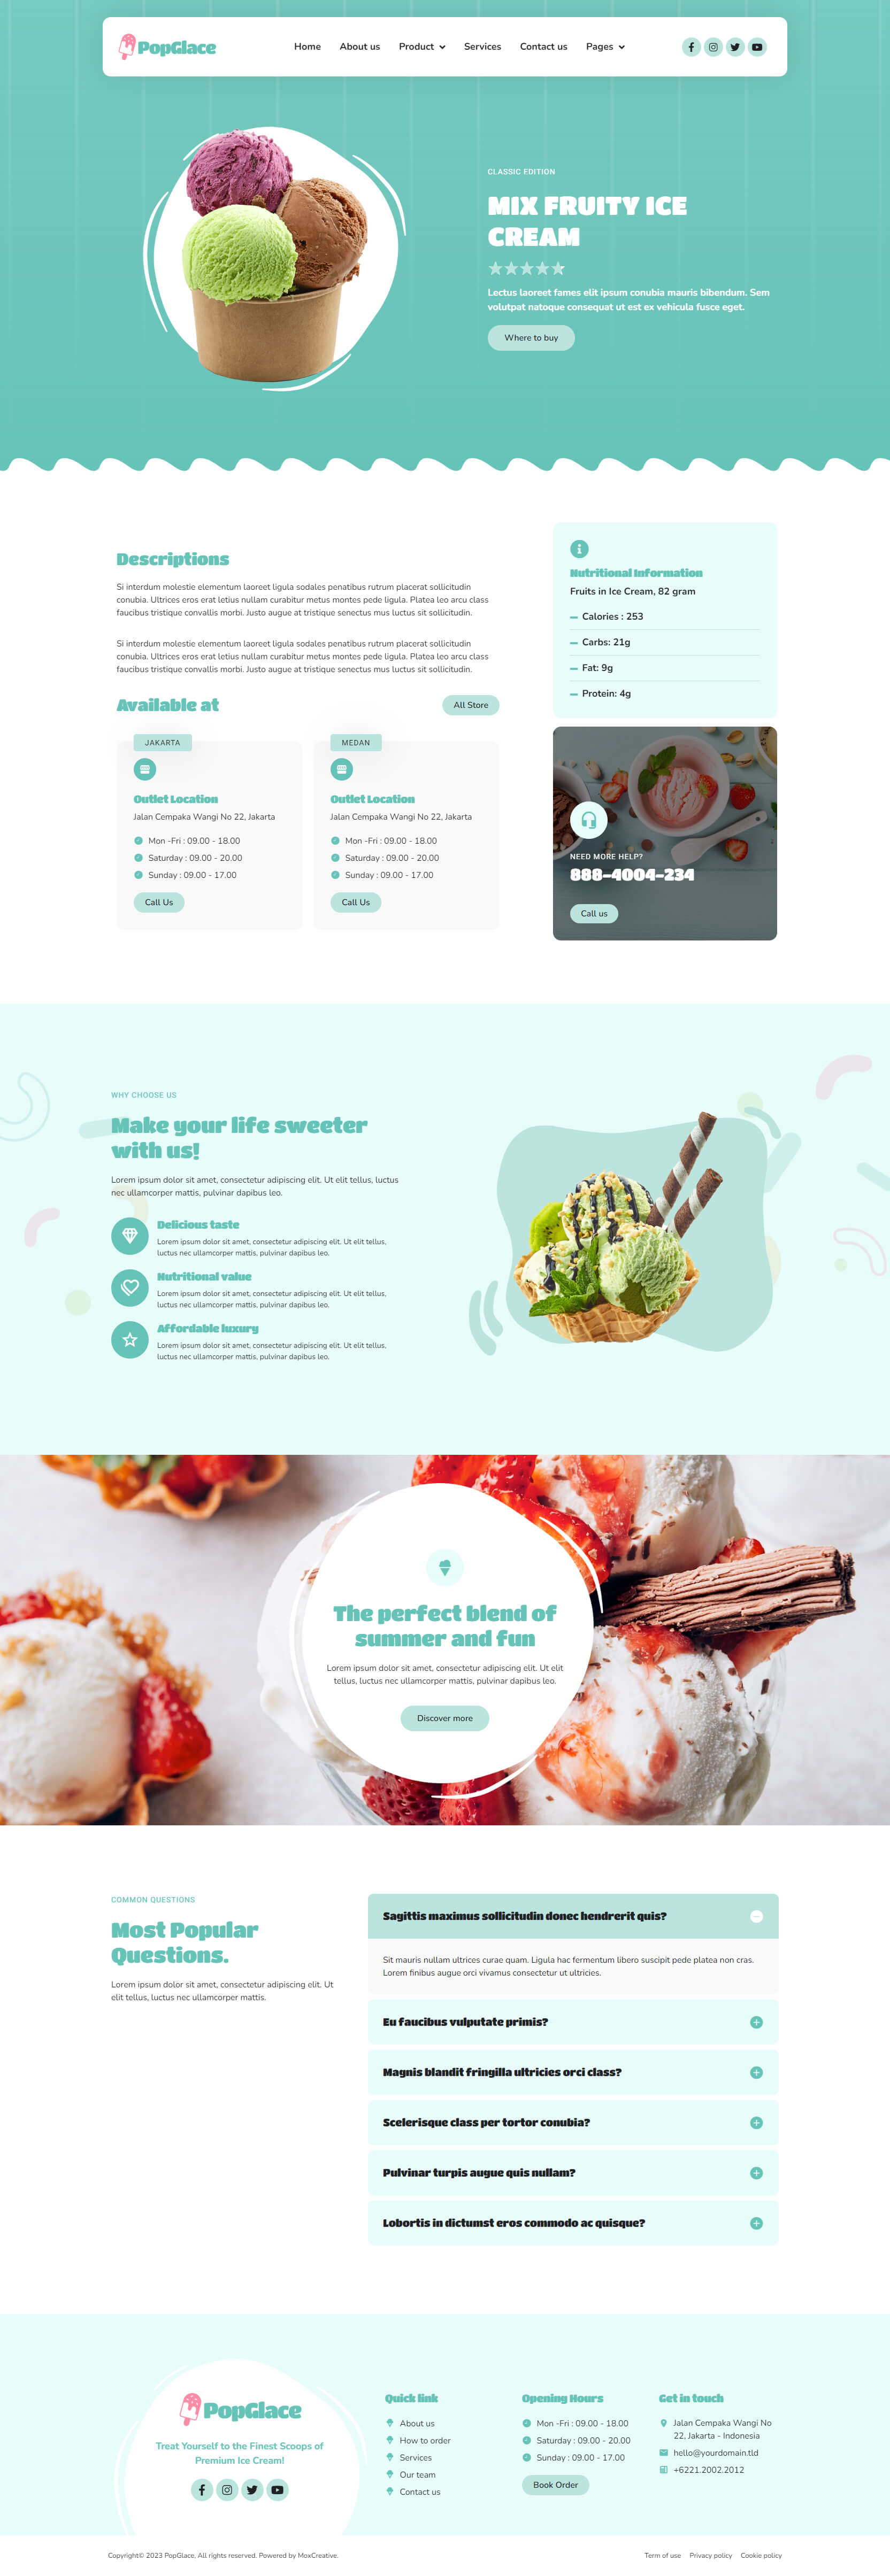 PopGlace
Home About us Product Services Contact us Pages
CLASSIC EDITION
MIX FRUITY ICE
CREAM
Lectus laoreet fames elit ipsum conubia mauris bibendum. Sem
volutpat natoque consequat ut est ex vehicula fusce eget.
Where to buy
Descriptions
Si interdum molestie elementum laoreet ligula sodales penatibus rutrum placerat sollicitudin
conubia. Ultrices eros erat letius nullam curabitur metus montes pede ligula. Platea leo arcu class
faucibus tristique convallis morbi. Justo augue at tristique senectus mus luctus sit sollicitudin.
Si interdum molestie elementum laoreet ligula sodales penatibus rutrum placerat sollicitudin
conubia. Ultrices eros erat letius nullam curabitur metus montes pede ligula. Platea leo arcu class
faucibus tristique convallis morbi. Justo augue at tristique senectus mus luctus sit sollicitudin.
Available at
All Store
JAKARTA
Outlet Location
Jalan Cempaka Wangi No 22, Jakarta
Mon -Fri : 09.00 - 18.00
Saturday : 09.00 - 20.00
Sunday : 09.00 - 17.00
Call Us
MEDAN
Outlet Location
Jalan Cempaka Wangi No 22, Jakarta
Mon -Fri : 09.00 - 18.00
Saturday : 09.00 - 20.00
Sunday : 09.00 - 17.00
Call Us
Nutritional Information
Fruits in Ice Cream, 82 gram
Calories : 253
Carbs: 21g
Fat: 9g
Protein: 4g
NEED MORE HELP?
888-4004-234
Call us
WHY CHOOSE US
Make your life sweeter
with us!
Lorem ipsum dolor sit amet, consectetur adipiscing elit. Ut elit tellus, luctus
nec ullamcorper mattis, pulvinar dapibus leo.
Delicious taste
Lorem ipsum dolor sit amet, consectetur adipiscing elit. Ut elit tellus,
luctus nec ullamcorper mattis, pulvinar dapibus leo.
Nutritional value
Lorem ipsum dolor sit amet, consectetur adipiscing elit. Ut elit tellus,
luctus nec ullamcorper mattis, pulvinar dapibus leo.
Affordable luxury
Lorem ipsum dolor sit amet, consectetur adipiscing elit. Ut elit tellus,
luctus nec ullamcorper mattis, pulvinar dapibus leo.
The perfect blend of
summer and fun
Lorem ipsum dolor sit amet, consectetur adipiscing elit. Ut elit
tellus, luctus nec ullamcorper mattis, pulvinar dapibus leo.
Discover more
COMMON QUESTIONS
Most Popular
Questions.
Lorem ipsum dolor sit amet, consectetur adipiscing elit. Ut
elit tellus, luctus nec ullamcorper mattis.
Sagittis maximus sollicitudin donec hendrerit quis?
Sit mauris nullam ultrices curae quam. Ligula hac fermentum libero suscipit pede platea non cras.
Lorem finibus augue orci vivamus consectetur ut ultricies.
Eu faucibus vulputate primis?
Magnis blandit fringilla ultricies orci class?
Scelerisque class per tortor conubia?
Pulvinar turpis augue quis nullam?
Lobortis in dictumst eros commodo ac quisque?
PopGlace
Treat Yourself to the Finest Scoops of
Premium Ice Cream!
Quick link
About us
How to order
Services
Our team
Contact us
Opening Hours
Mon -Fri : 09.00 - 18.00
Saturday : 09.00 - 20.00
Sunday : 09.00 - 17.00
Book Order
Get in touch
Jalan Cempaka Wangi No
22, Jakarta - Indonesia
hello@yourdomain.tld
+6221.2002.2012
Copyright© 2023 PopGlace, All rights reserved. Powered by MoxCreative.
Term of use Privacy policy Cookie policy